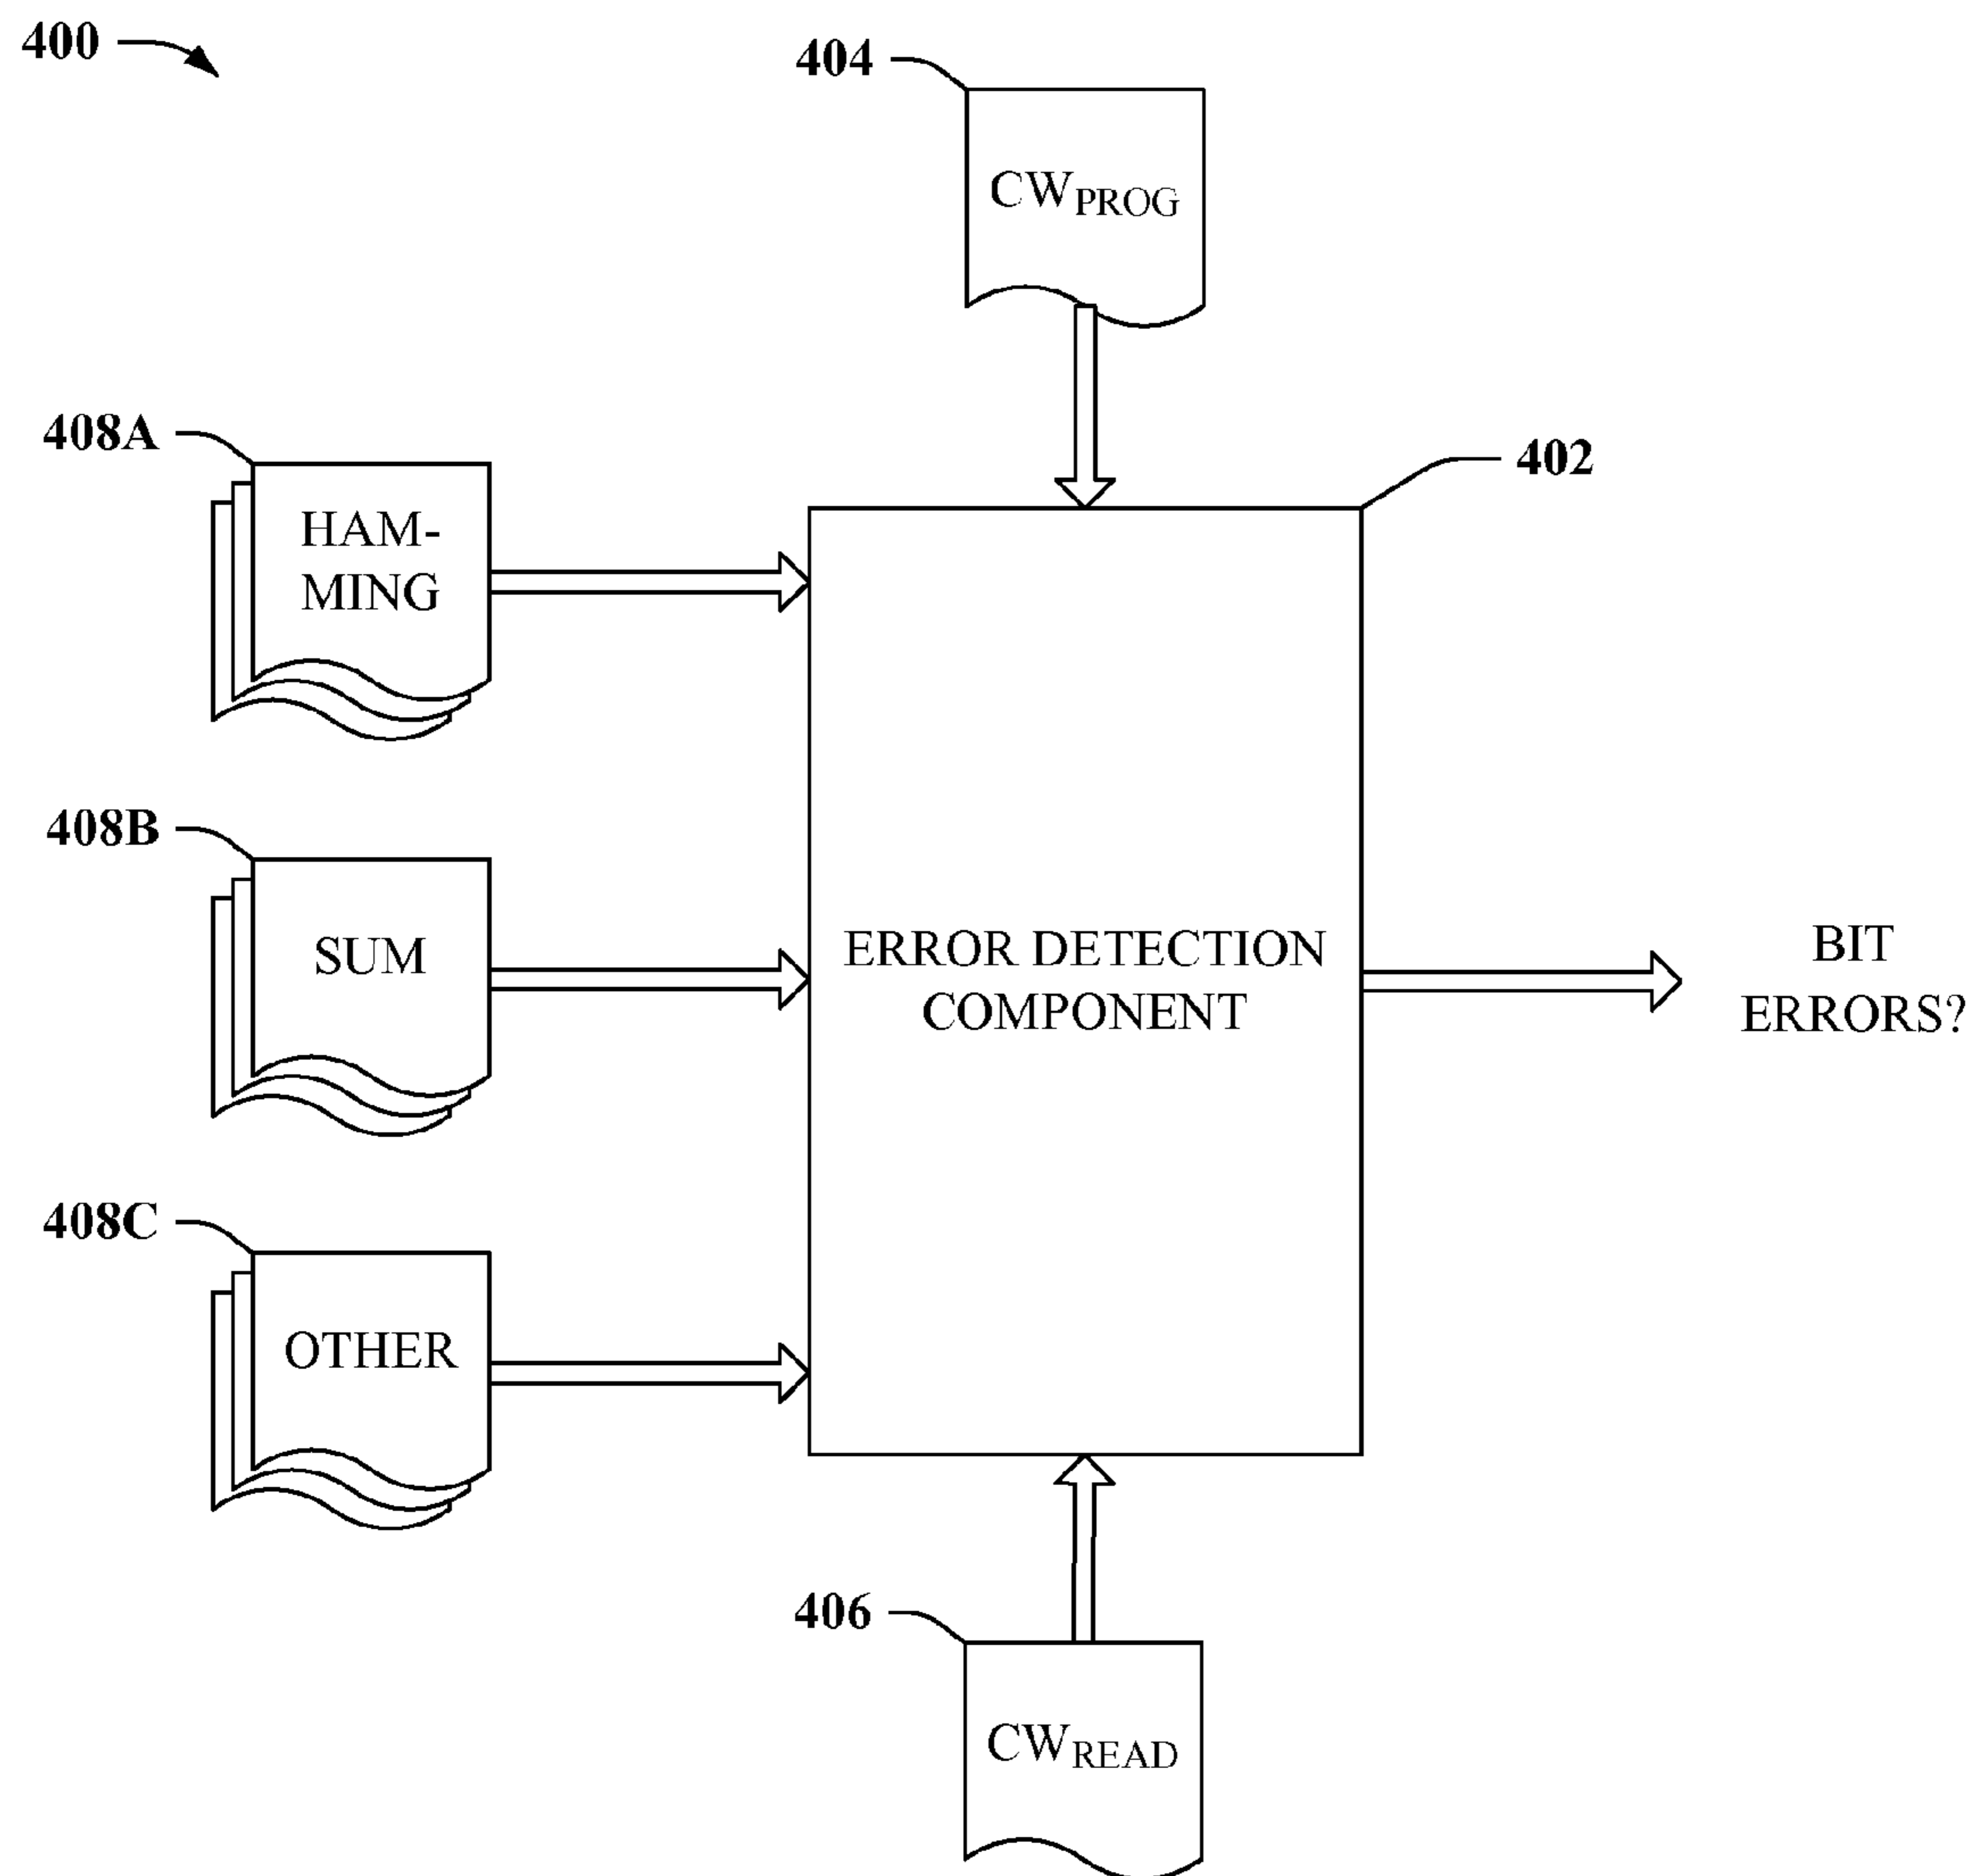 400
404
CWPROG
408A
HAM-
MING
402
408B
SUM
ERROR DETECTION
COMPONENT
BIT
ERRORS?
408C
OTHER
406
CWREAD